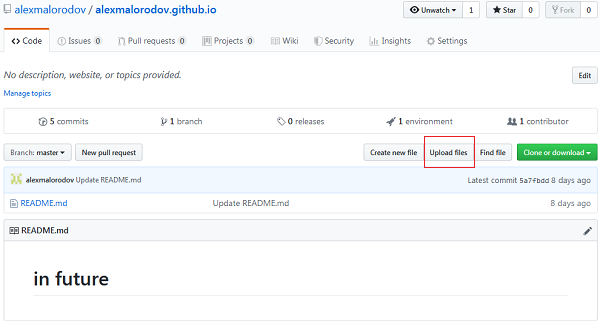 alexmalorodov / alexmalorodov.github.io Unwatch 1 Star 0 Fork 0
Code Issues 0 Pull requests 0 Projects 0 Wiki Security Insights Settings
No description, website, or topics provided. Edit
Manage topics
5 commits 1 branch 0 releases 1 environment 1 contributor
Branch: master New pull request Create new file Upload files Find file Clone or download
alexmalorodov Update README.md Latest commit 5a7fbdd 8 days ago
README.md Update README.md 8 days ago
README.md
in future